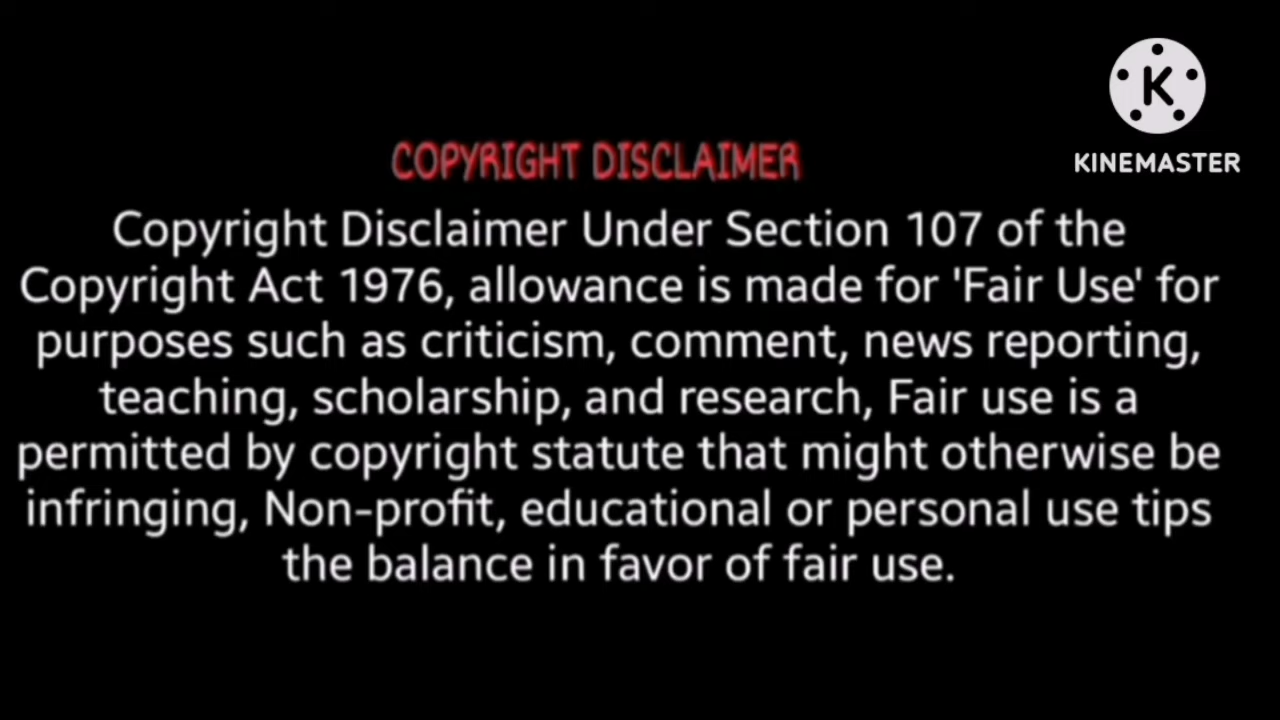 K
KINEMASTER
COPYRIGHT DISCLAIMER
Copyright Disclaimer Under Section 107 of the
Copyright Act 1976, allowance is made for 'Fair Use' for
purposes such as criticism, comment, news reporting,
teaching, scholarship, and research, Fair use is a
permitted by copyright statute that might otherwise be
infringing, Non-profit, educational or personal use tips
the balance in favor of fair use.